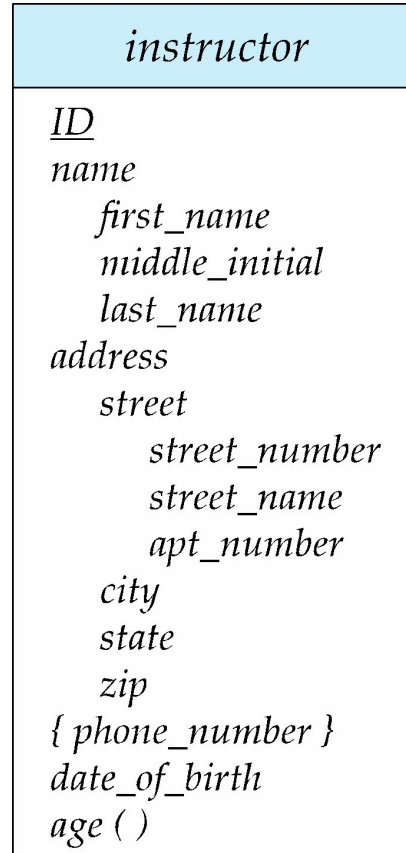 instructor
ID
name
first_name
middle_initial
last_name
address
street
street_number
street_name
apt_number
city
state
zip
{ phone_number }
date_of_birth
age ( )